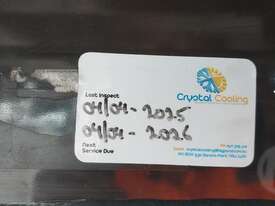 Last Inspect
Crystal Cooling
04/04-2025
04/04-2026
Next
Service Due